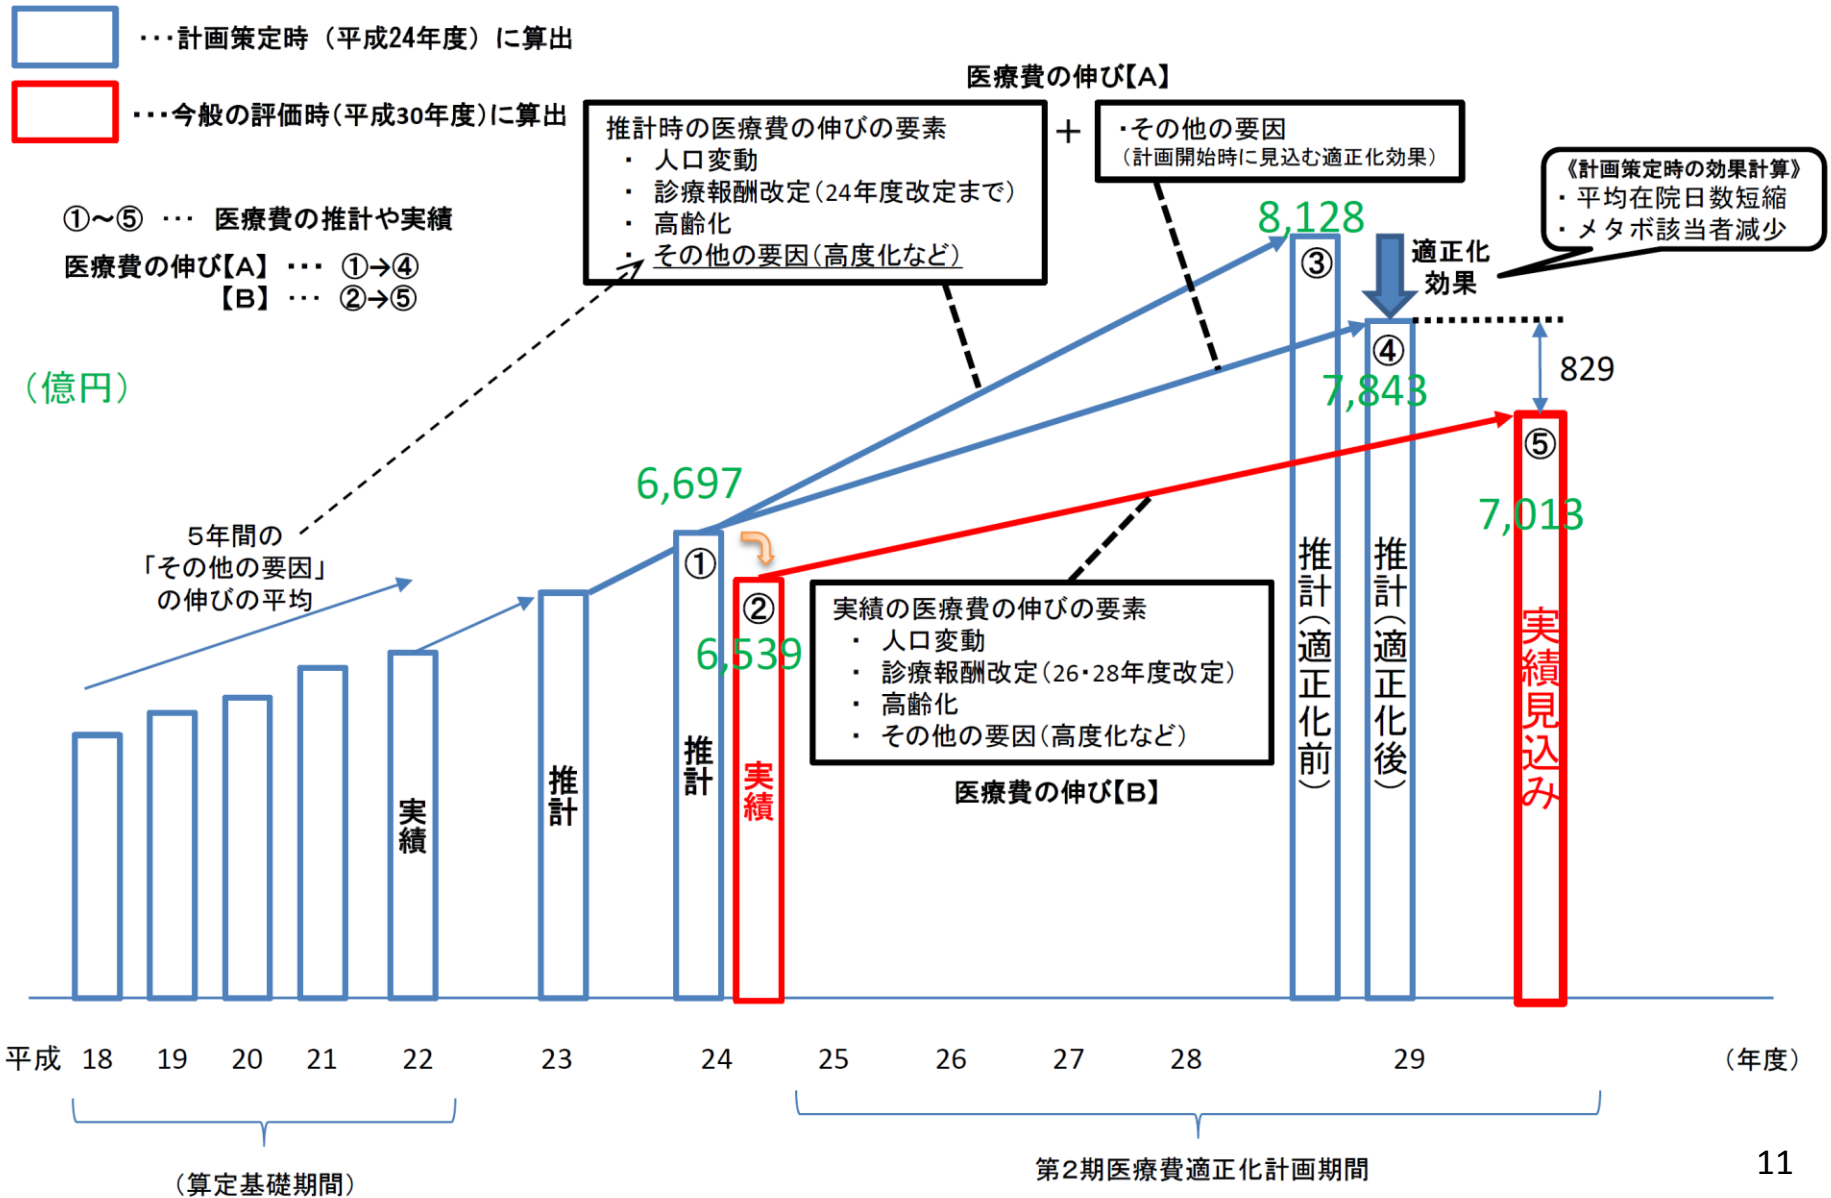 ･･･計画策定時（平成24年度）に算出
･･･今般の評価時（平成30年度）に算出
①～⑤ ･･･ 医療費の推計や実績
医療費の伸び【A】 ･･･ ①→④
【B】 ･･･ ②→⑤
（億円）
医療費の伸び【A】
推計時の医療費の伸びの要素
・ 人口変動
・ 診療報酬改定（24年度改定まで）
・ 高齢化
・ その他の要因（高度化など）
＋
・その他の要因
（計画開始時に見込む適正化効果）
《計画策定時の効果計算》
・平均在院日数短縮
・メタボ該当者減少
8,128
③
適正化
効果
④
7,843
829
⑤
7,013
6,697
①
②
6,539
5年間の
「その他の要因」
の伸びの平均
実績の医療費の伸びの要素
・ 人口変動
・ 診療報酬改定（26・28年度改定）
・ 高齢化
・ その他の要因（高度化など）
医療費の伸び【B】
実績
推計
推計
実績
推計（適正化前）
推計（適正化後）
実績見込み
平成 18 19 20 21 22 23 24 25 26 27 28 29 （年度）
（算定基礎期間）
第2期医療費適正化計画期間
11